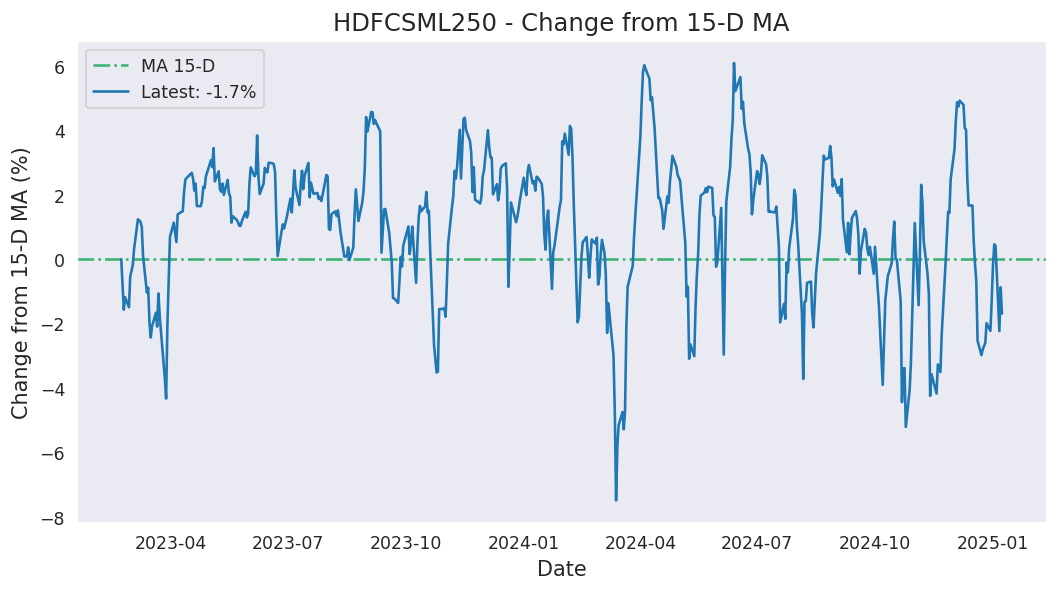 HDFCSML250 - Change from 15-D MA
MA 15-D
Latest: -1.7%
Change from 15-D MA (%)
6
4
2
0
−2
−4
−6
−8
2023-04 2023-07 2023-10 2024-01 2024-04 2024-07 2024-10 2025-01
Date